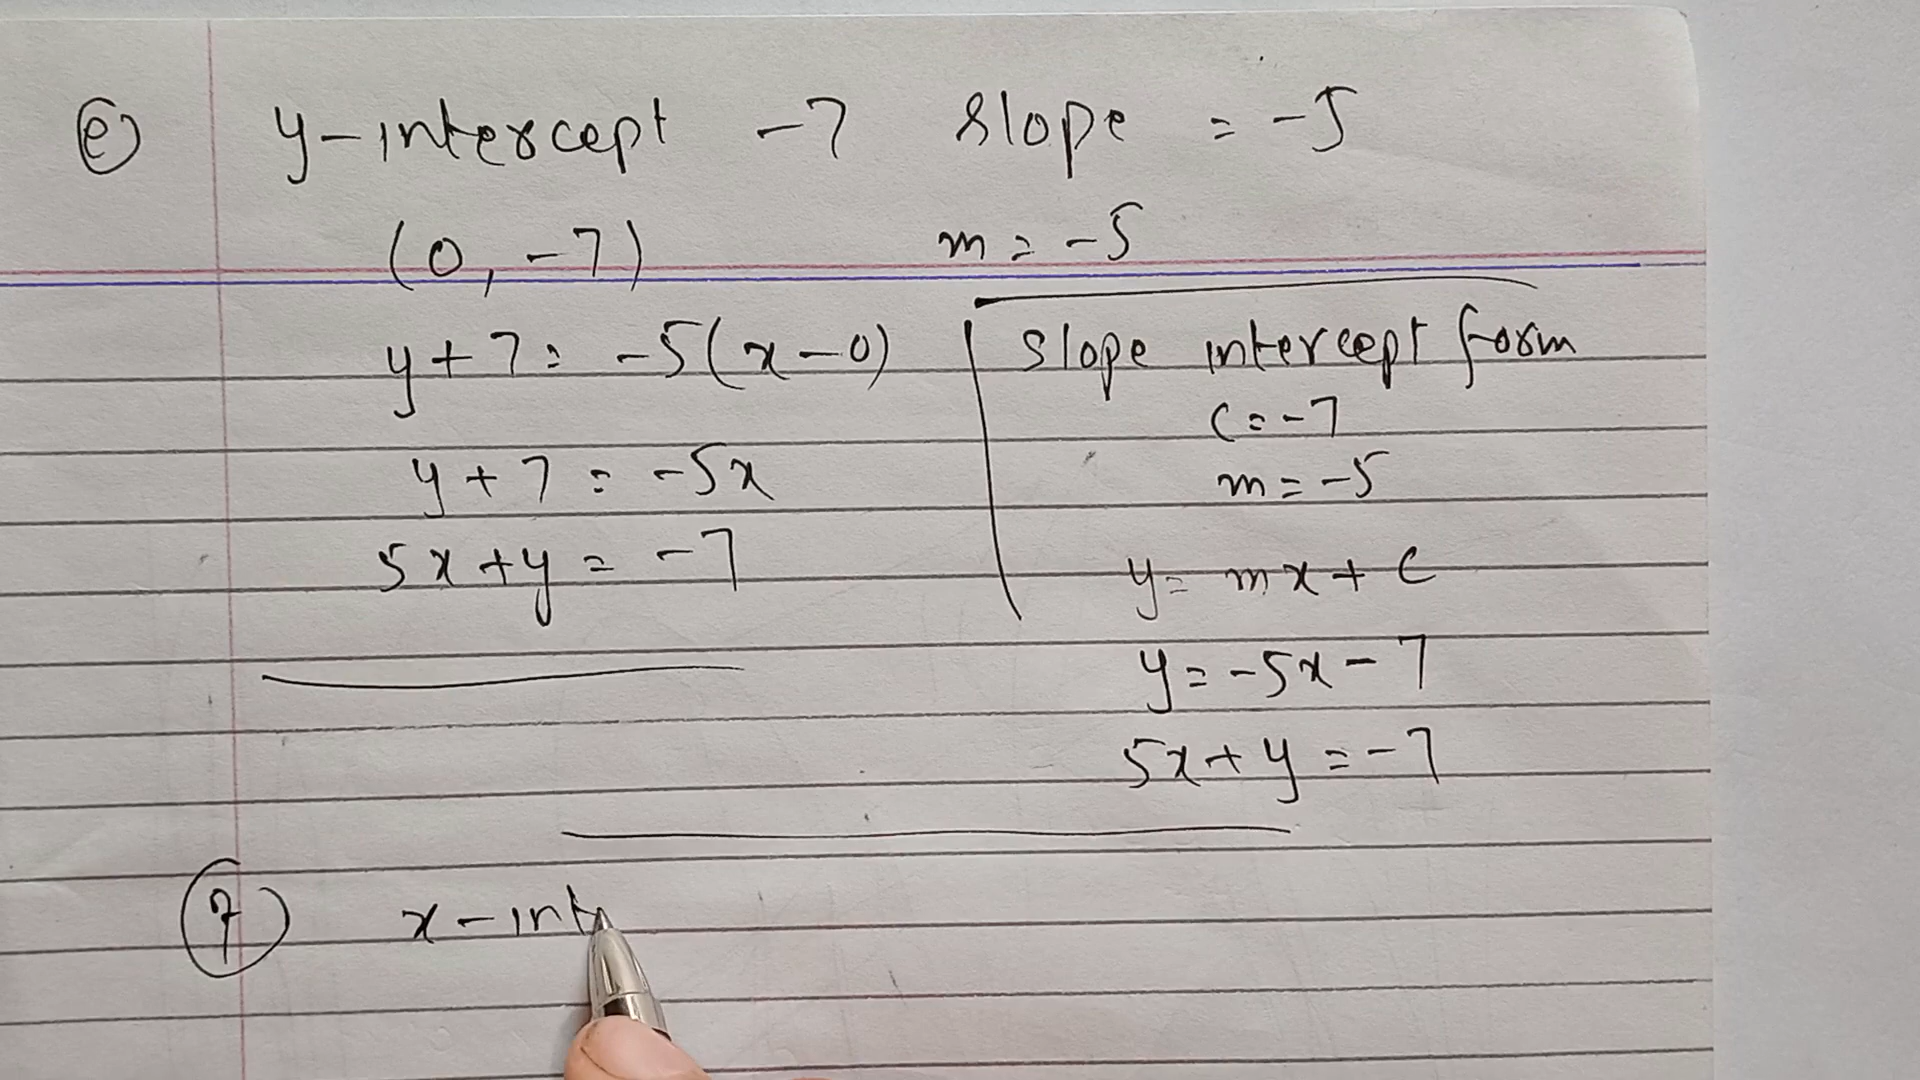 (e) y-intercept -7 slope = -5
(0, -7) m = -5
y + 7 = -5(x-0)
y + 7 = -5x
5x + y = -7
slope intercept form
c = -7
m = -5
y = mx + c
y = -5x - 7
5x + y = -7
x - int